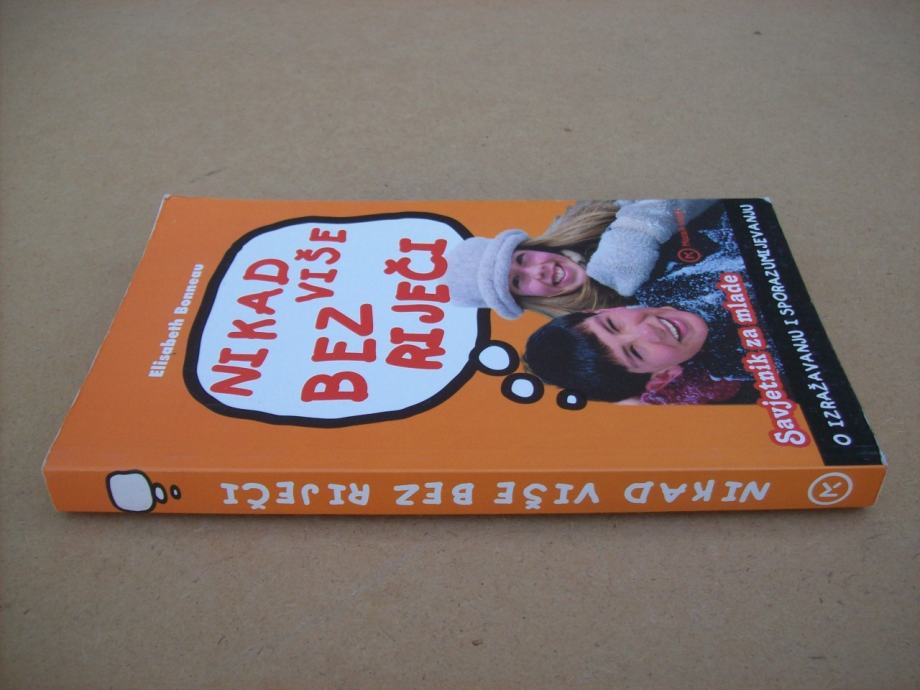 Elisabeth Bonneau
NIKAD
VIŠE
BEZ
RIJEČI
Savjetnik za mlade
O IZRAŽAVANJU I SPORAZUMIJEVANJU
NIKAD VIŠE BEZ RIJEČI